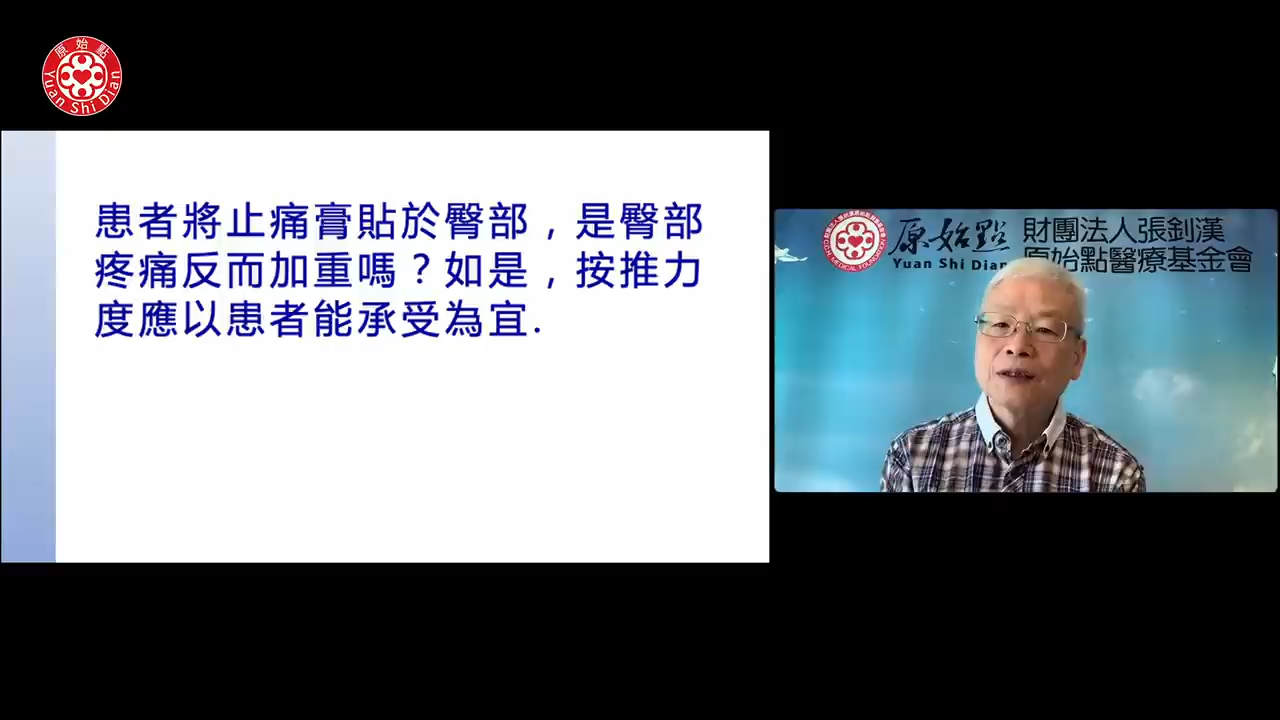 原始點
Yuan Shi Dian
患者將止痛膏貼於臀部，是臀部
疼痛反而加重嗎？如是，按推力
度應以患者能承受為宜.
原始點
Yuan Shi Dian
財團法人張釗漢
原始點醫療基金會